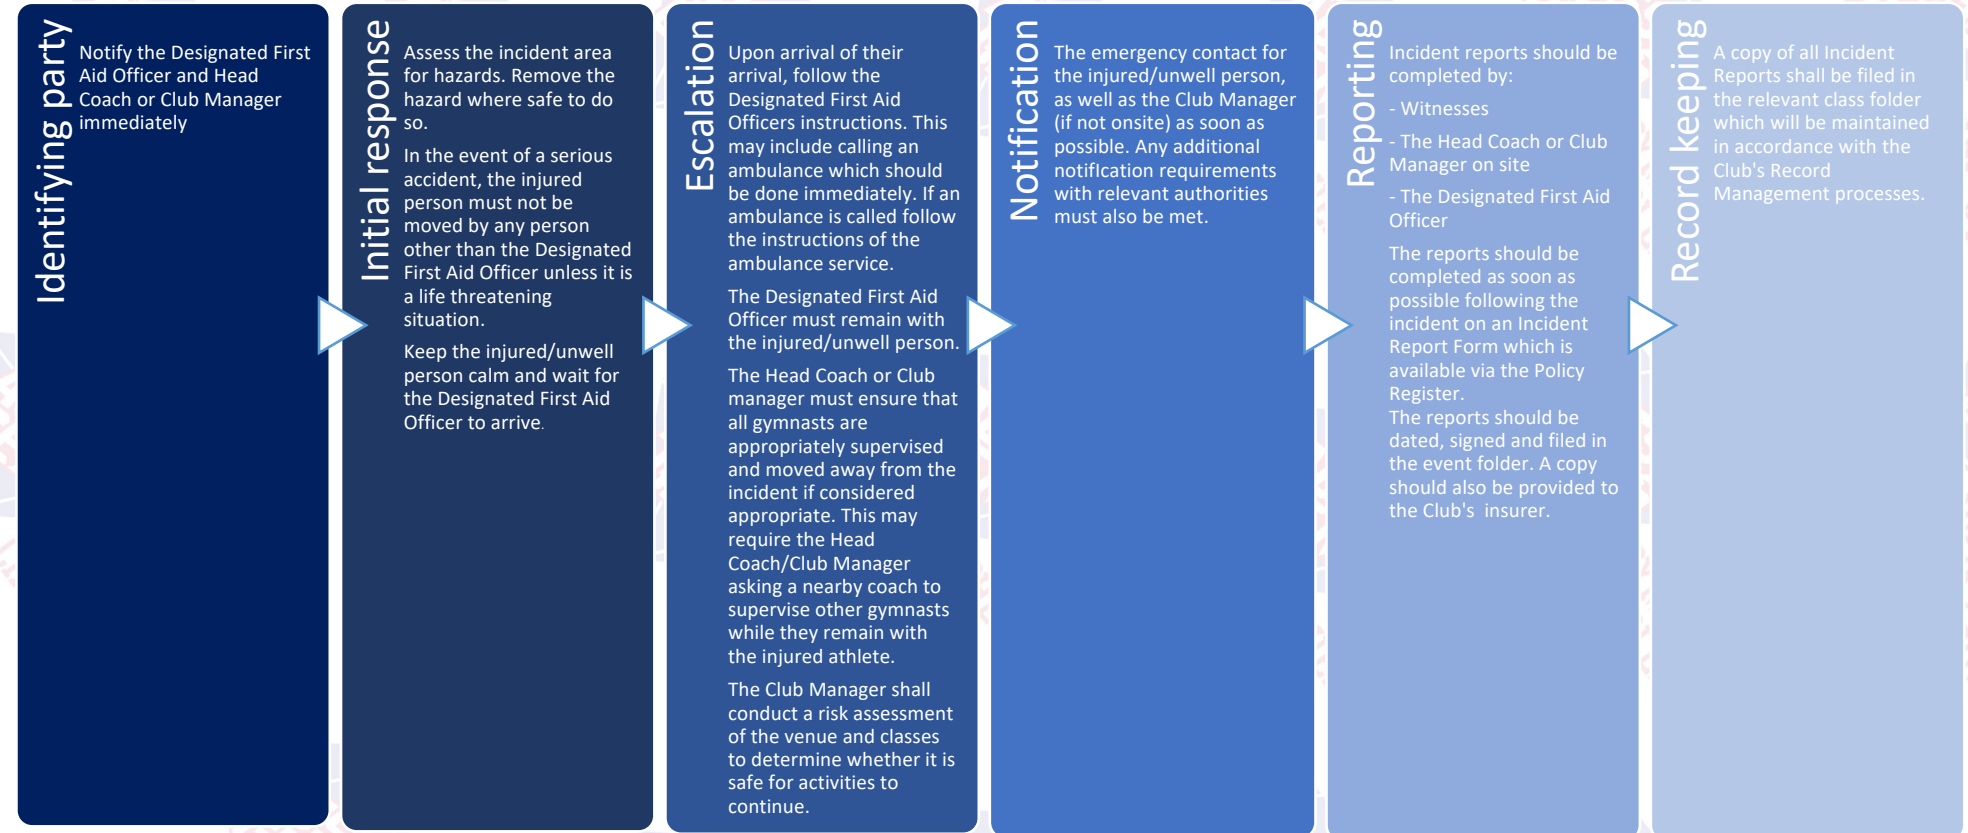 Identifying party
Notify the Designated First
Aid Officer and Head
Coach or Club Manager
immediately
Initial response
Assess the incident area
for hazards. Remove the
hazard where safe to do
so.
In the event of a serious
accident, the injured
person must not be
moved by any person
other than the Designated
First Aid Officer unless it is
a life threatening
situation.
Keep the injured/unwell
person calm and wait for
the Designated First Aid
Officer to arrive.
Escalation
Upon arrival of their
arrival, follow the
Designated First Aid
Officers instructions. This
may include calling an
ambulance which should
be done immediately. If an
ambulance is called follow
the instructions of the
ambulance service.
The Designated First Aid
Officer must remain with
the injured/unwell person.
The Head Coach or Club
manager must ensure that
all gymnasts are
appropriately supervised
and moved away from the
incident if considered
appropriate. This may
require the Head
Coach/Club Manager
asking a nearby coach to
supervise other gymnasts
while they remain with
the injured athlete.
The Club Manager shall
conduct a risk assessment
of the venue and classes
to determine whether it is
safe for activities to
continue.
Notification
The emergency contact for
the injured/unwell person,
as well as the Club Manager
(if not onsite) as soon as
possible. Any additional
notifIcation requirements
with relevant authorities
must also be met.
Reporting
Incident reports should be
completed by:
- Witnesses
- The Head Coach or Club
Manager on site
- The Designated First Aid
Officer
The reports should be
completed as soon as
possible following the
incident on an Incident
Report Form which is
available via the Policy
Register.
The reports should be
dated, signed and filed in
the event folder. A copy
should also be provided to
the Club's  insurer.
Record keeping
A copy of all Incident
Reports shall be filed in
the relevant class folder
which will be maintained
in accordance with the
Club's Record
Management processes.